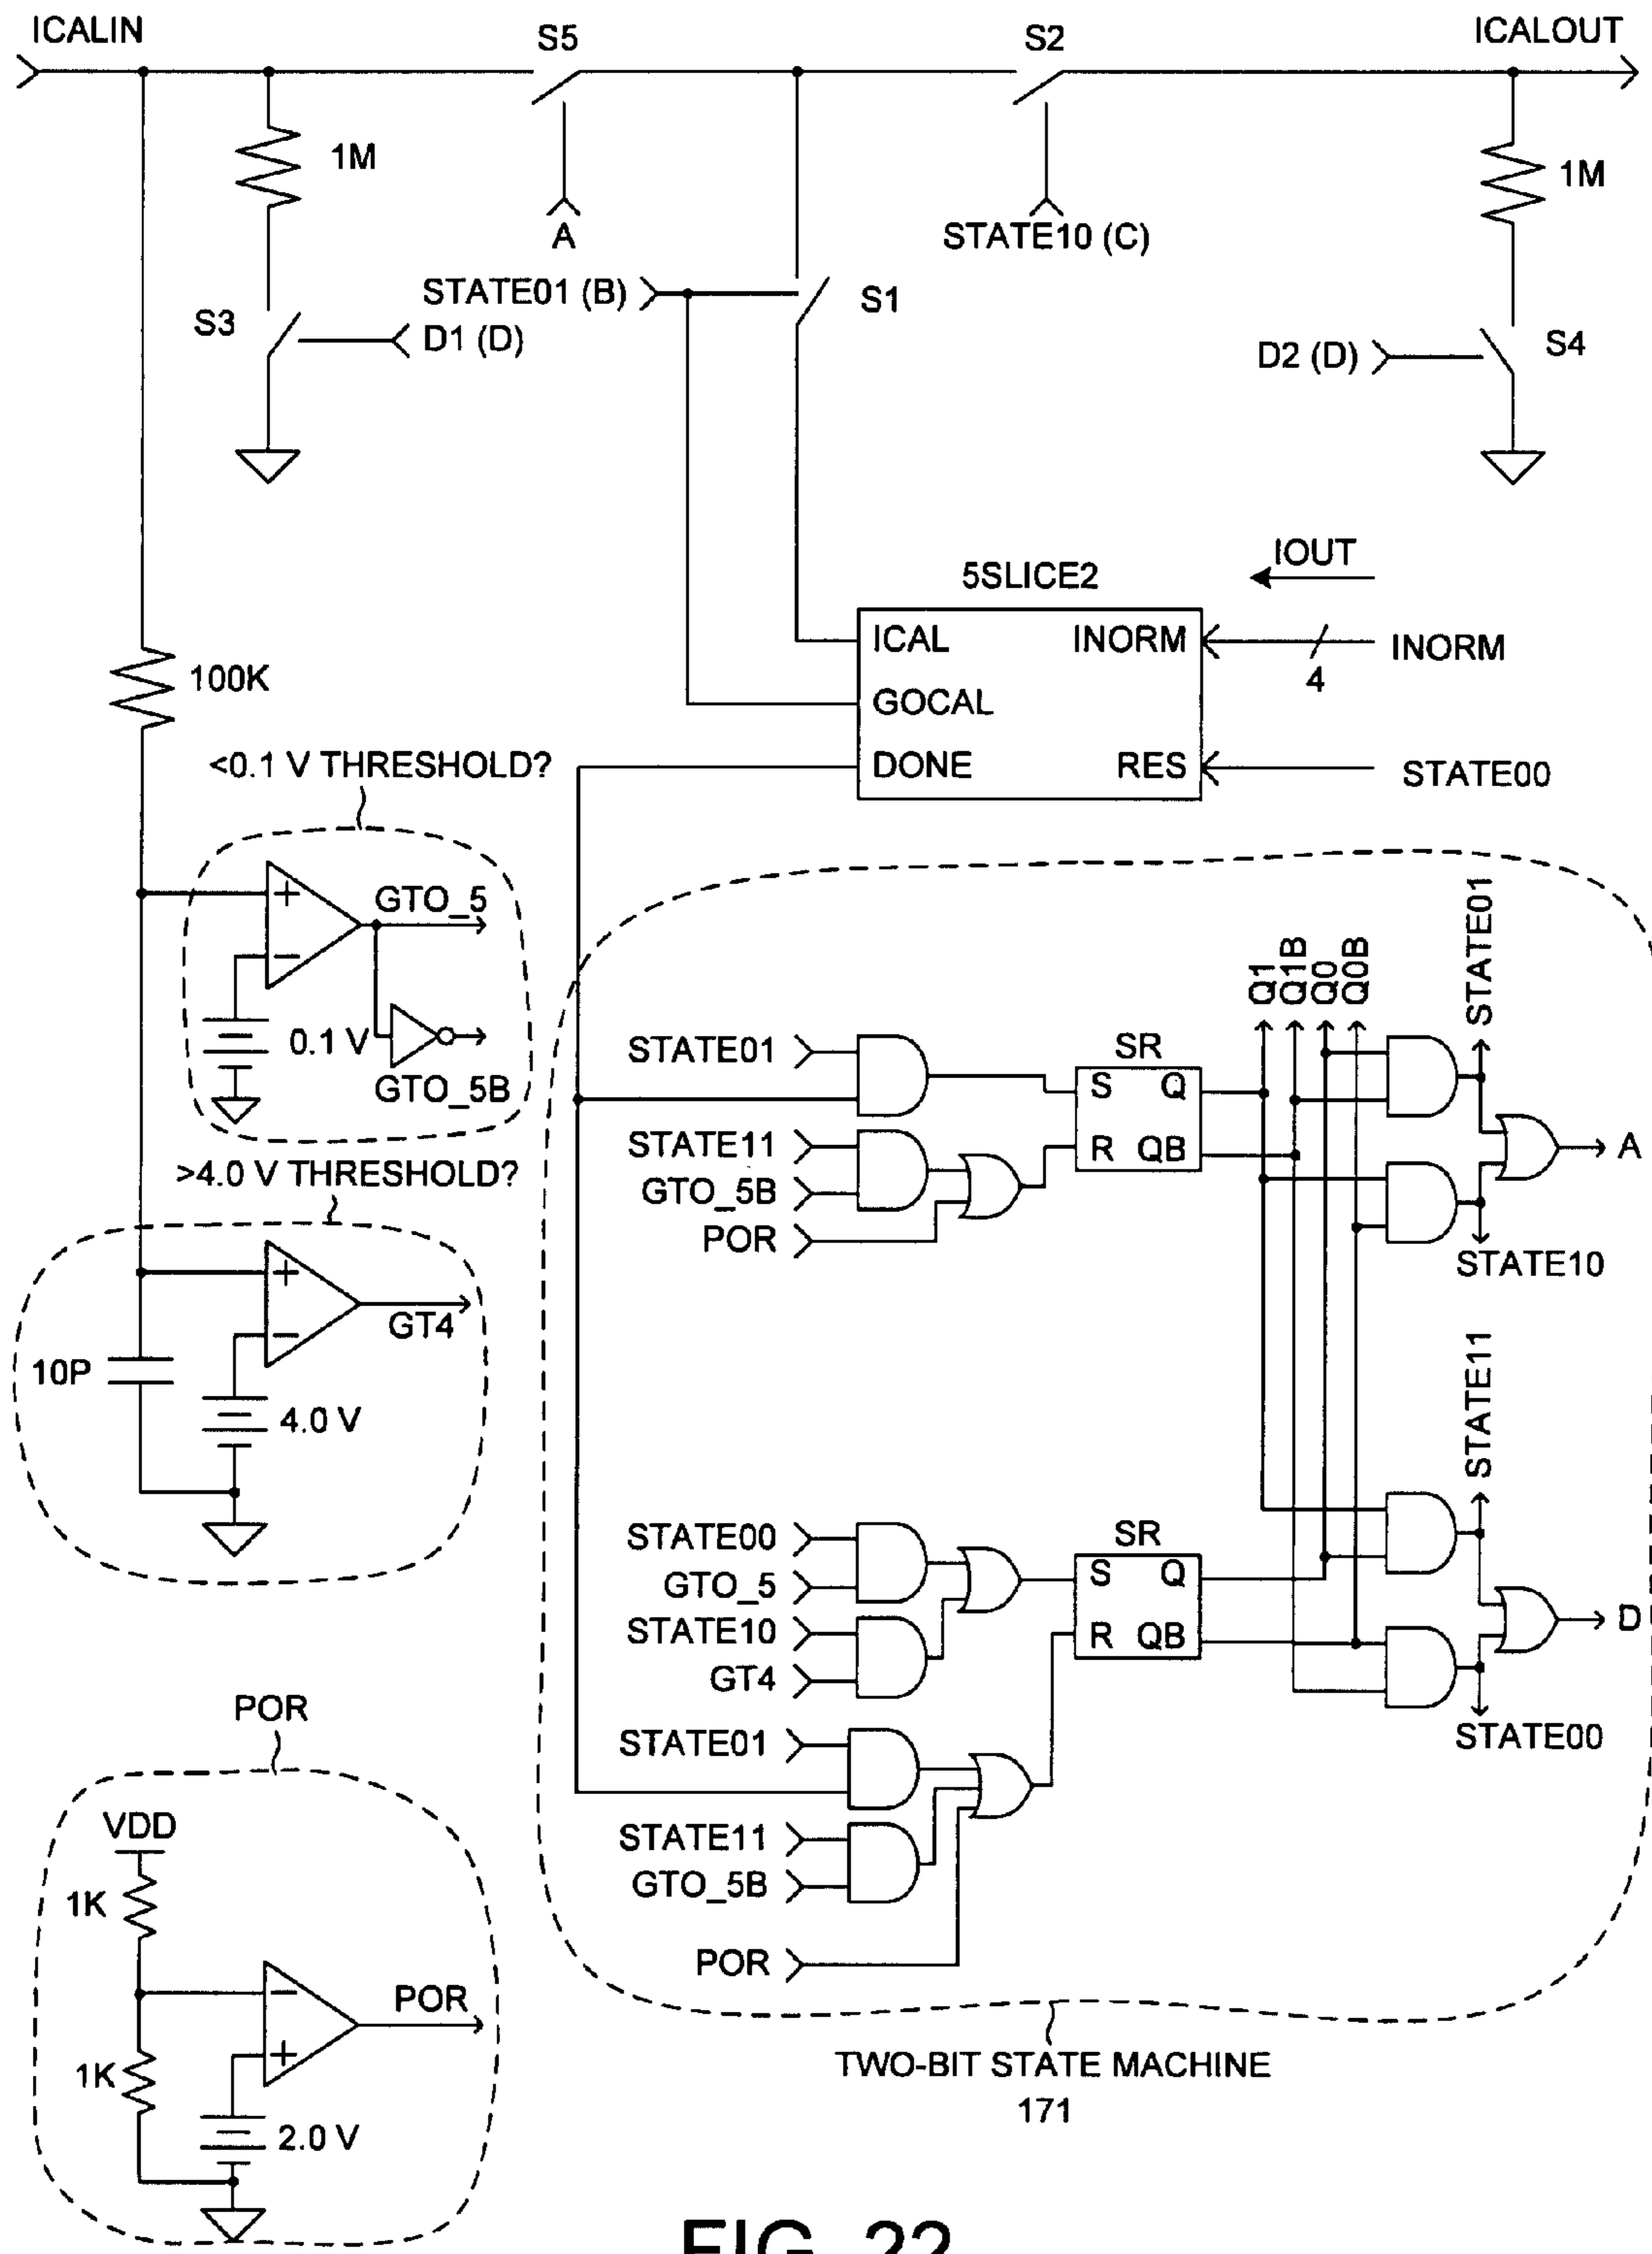 ICALIN
S5
S2
ICALOUT
1M
1M
A
STATE10 (C)
STATE01 (B)
S1
S3
D1 (D)
D2 (D)
S4
IOUT
5SLICE2
ICAL
INORM
INORM
4
GOCAL
DONE
RES
STATE00
100K
<0.1 V THRESHOLD?
+
GTO_5
−
0.1 V
GTO_5B
>4.0 V THRESHOLD?
+
GT4
−
10P
4.0 V
Q1
Q1B
Q0
Q0B
STATE01
STATE01
SR
S
Q
STATE11
R
QB
A
GTO_5B
POR
STATE10
STATE11
STATE00
SR
GTO_5
S
Q
STATE10
R
QB
D
GT4
STATE01
STATE00
STATE11
GTO_5B
POR
POR
VDD
1K
−
POR
+
1K
2.0 V
TWO-BIT STATE MACHINE
171
FIG. 22